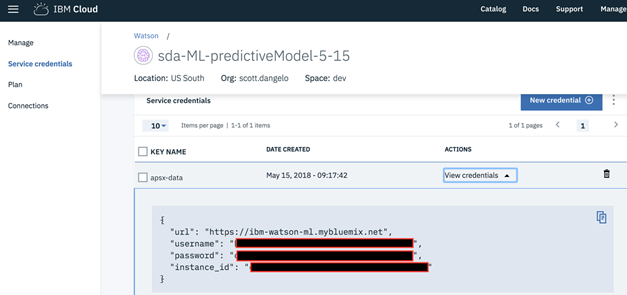 IBM Cloud
Catalog Docs Support Manage
Manage
Service credentials
Plan
Connections
Watson /
sda-ML-predictiveModel-5-15
Location: US South Org: scott.dangelo Space: dev
Service credentials
New credential
10 Items per page | 1-1 of 1 items
1 of 1 pages < 1 >
KEY NAME DATE CREATED ACTIONS
apsx-data May 15, 2018 - 09:17:42 View credentials
{
"url": "https://ibm-watson-ml.mybluemix.net",
"username": "",
"password": "",
"instance_id": "
}